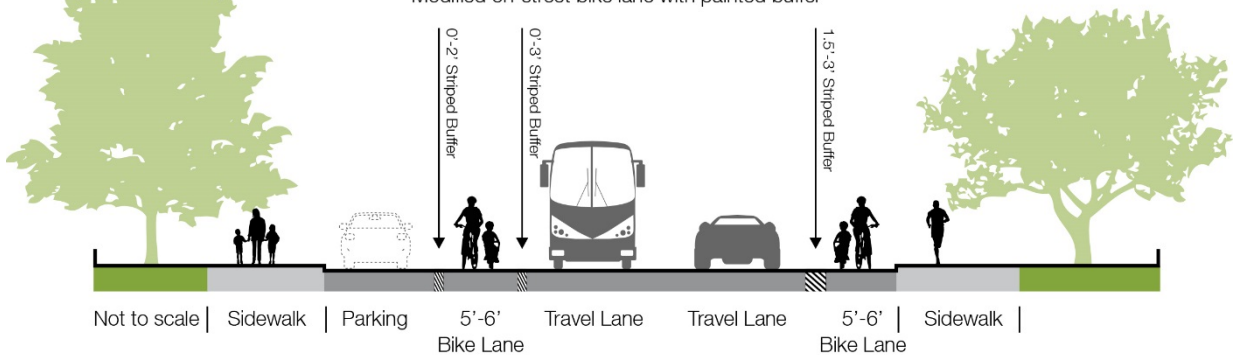 Modified on-street bike lane with painted buffer
0'-2' Striped Buffer
0'-3' Striped Buffer
1.5'-3' Striped Buffer
Not to scale | Sidewalk | Parking 5'-6' Travel Lane Travel Lane 5'-6' | Sidewalk |
Bike Lane Bike Lane